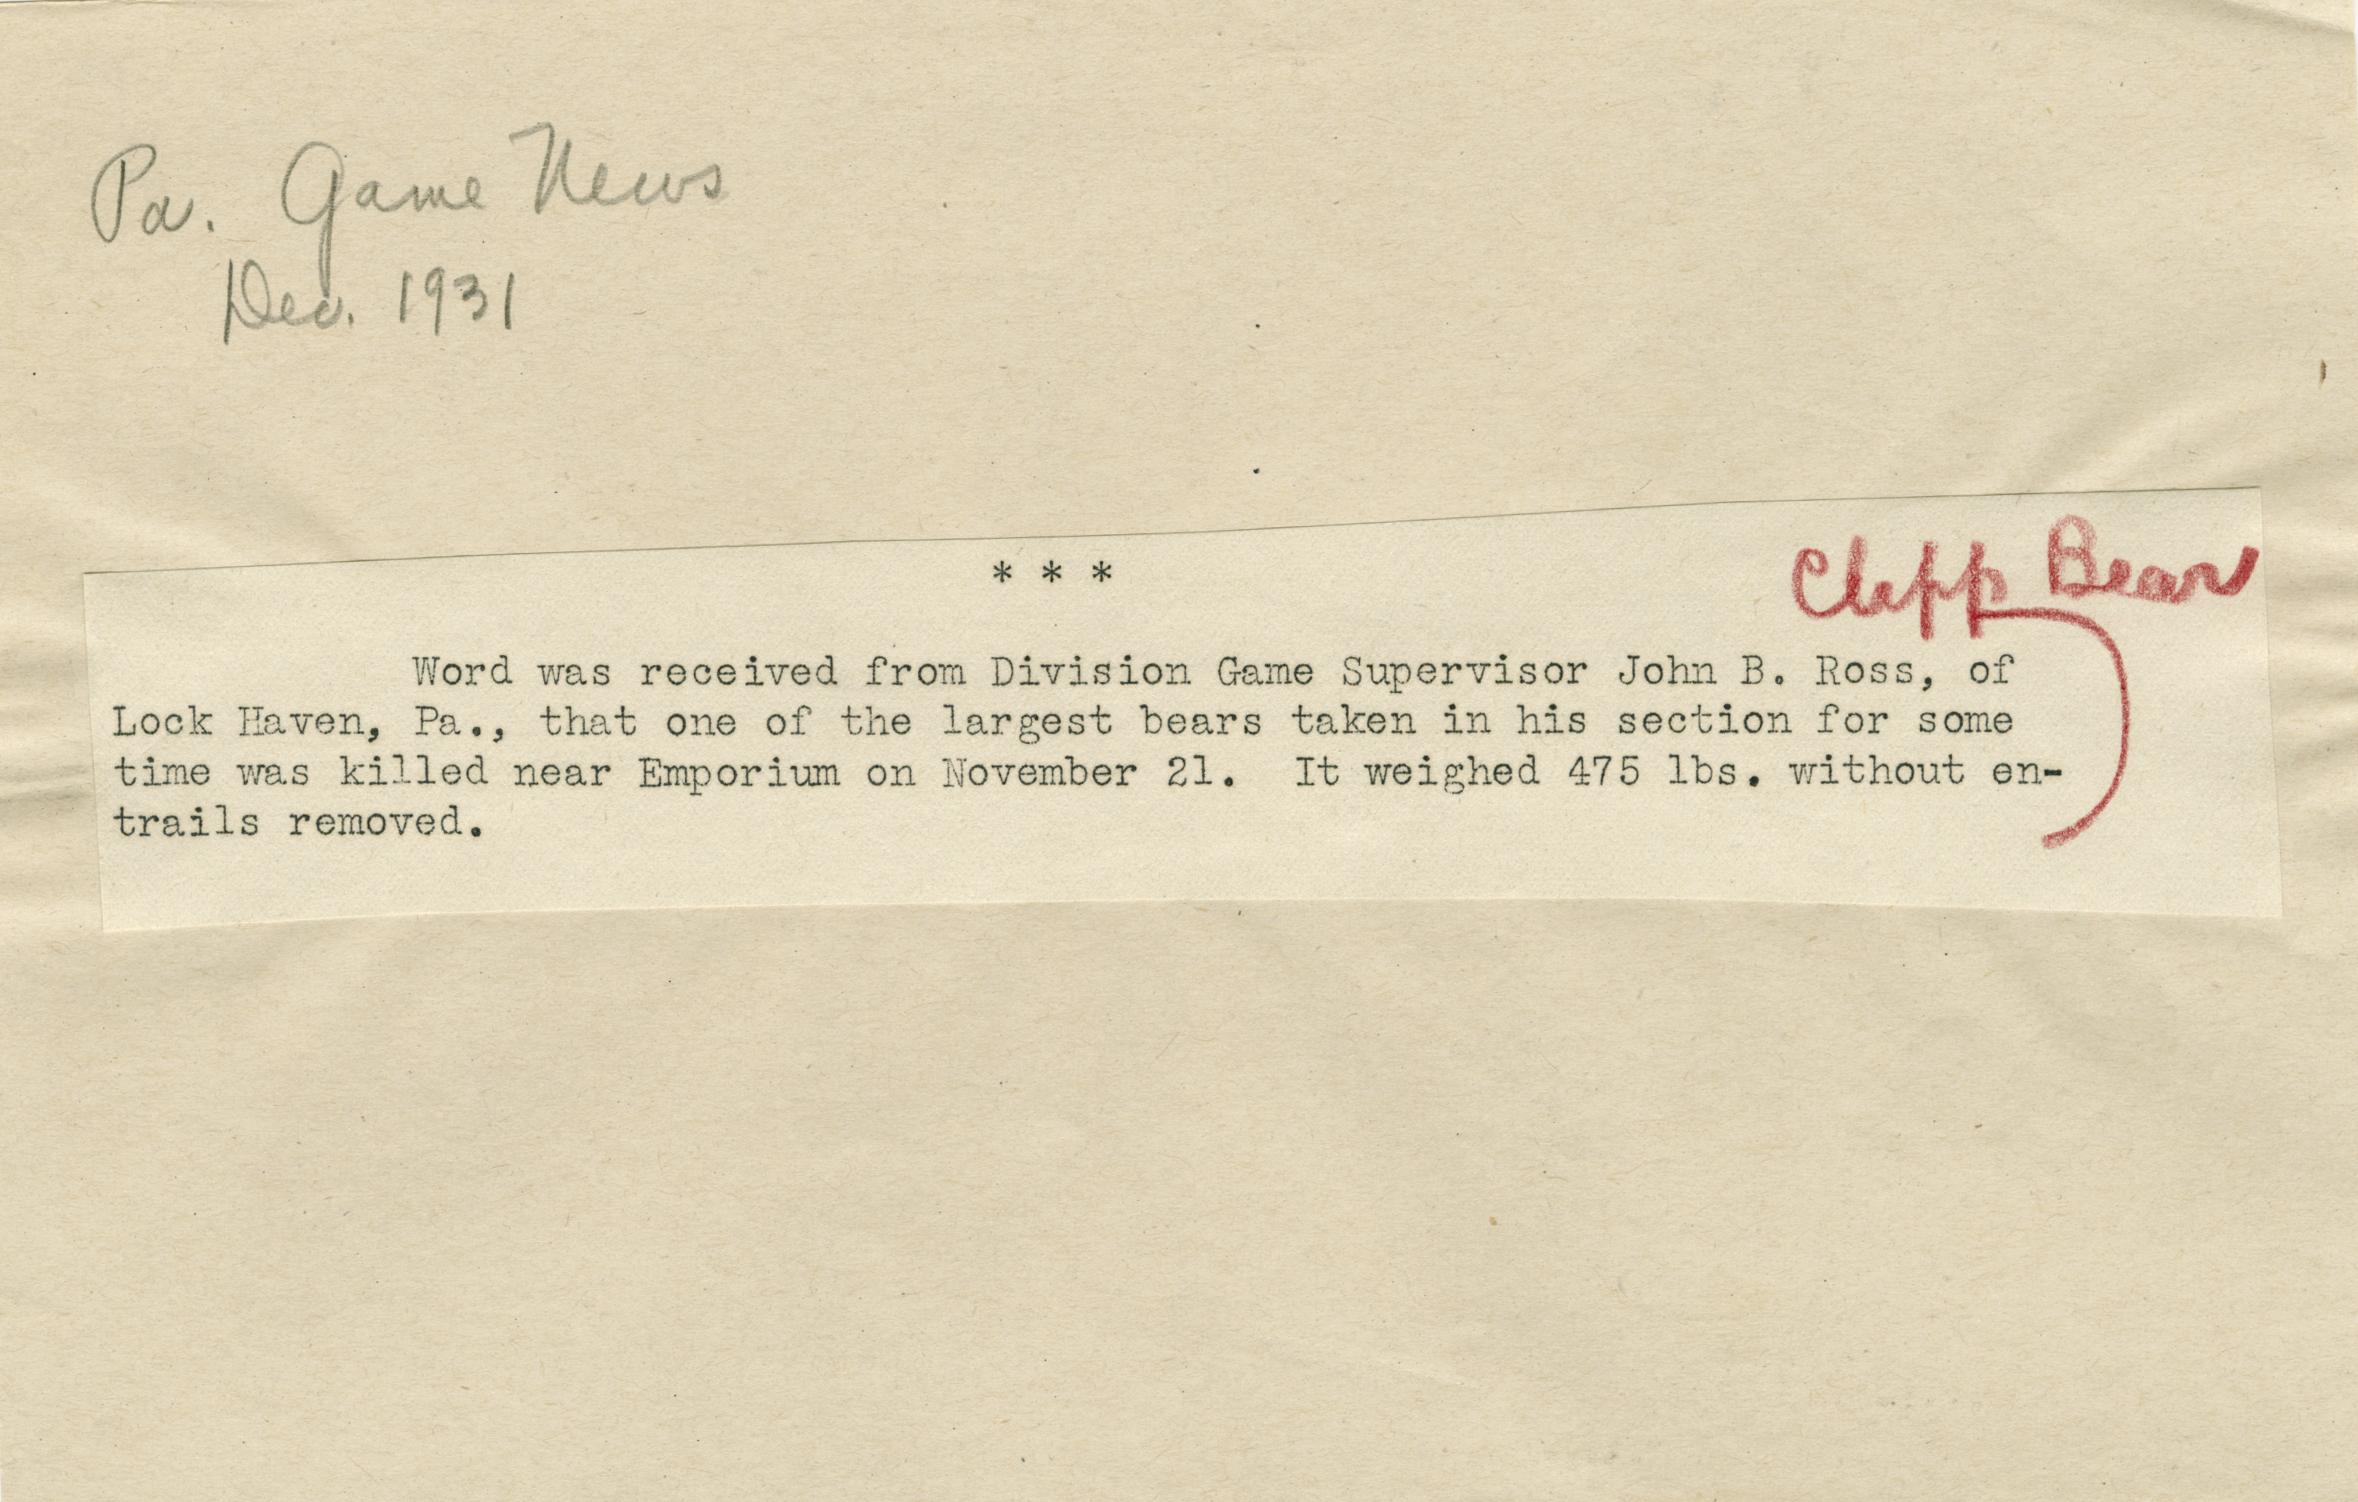 Pa. Game News
Dec. 1931
* * *
Clepp Bear
Word was received from Division Game Supervisor John B. Ross, of
Lock Haven, Pa., that one of the largest bears taken in his section for some
time was killed near Emporium on November 21. It weighed 475 lbs. without en-
trails removed.